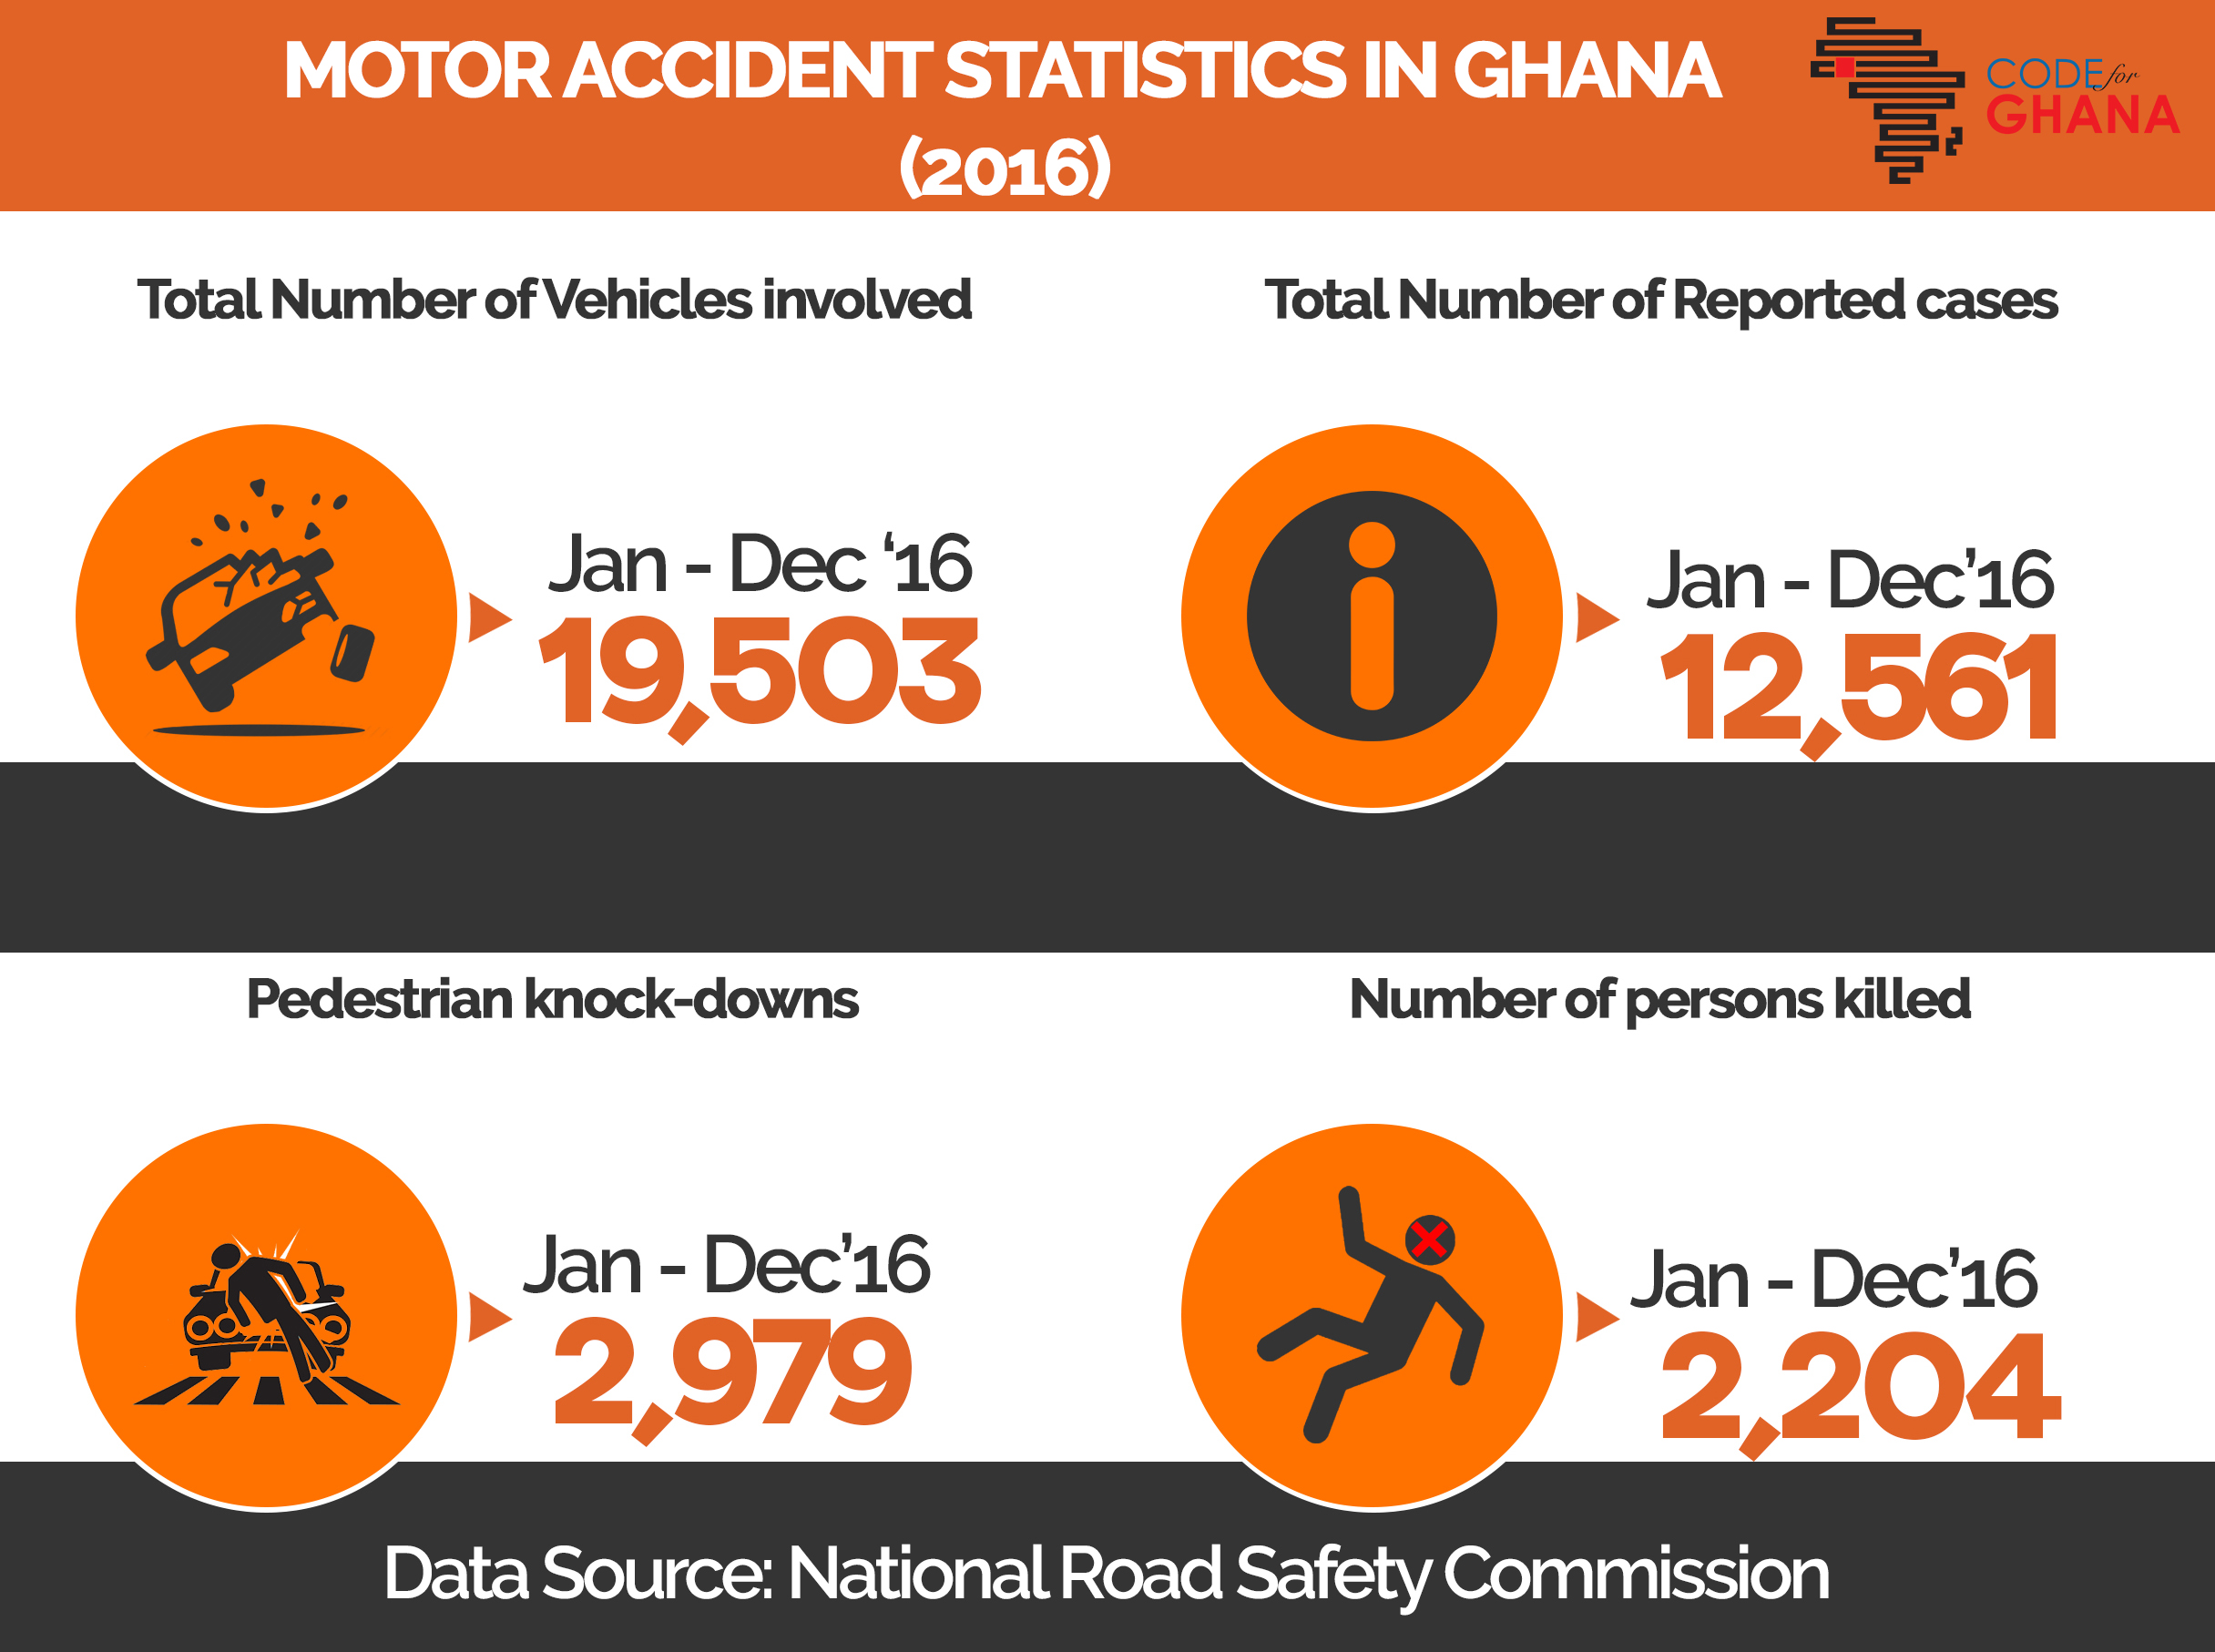 MOTOR ACCIDENT STATISTICS IN GHANA
(2016)
CODE for
GHANA
Total Number of Vehicles involved
Total Number of Reported cases
Jan - Dec ‘16
19,503
Jan - Dec’16
12,561
Pedestrian knock-downs
Number of persons killed
Jan - Dec’16
2,979
Jan - Dec’16
2,204
Data Source: National Road Safety Commission